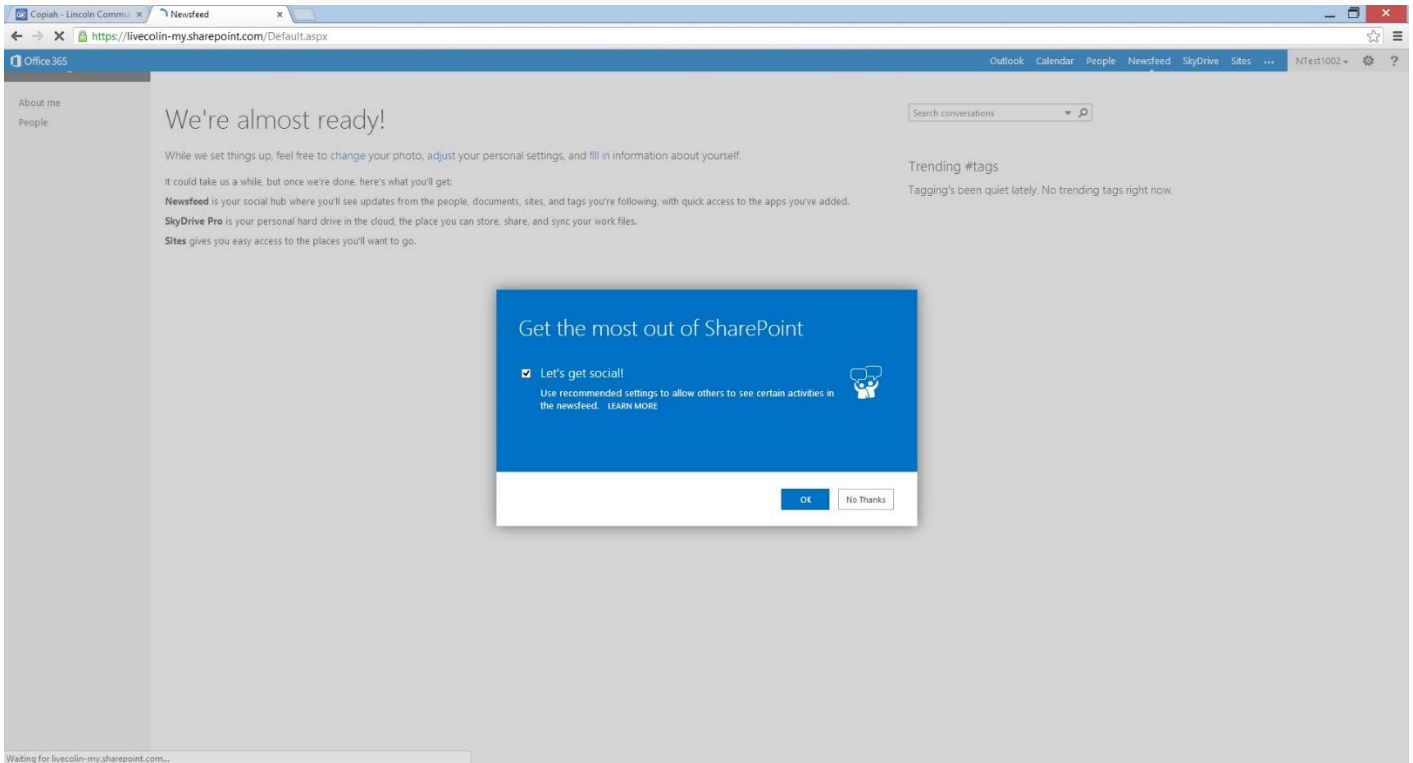 Copiah - Lincoln Commu
Newsfeed
https://livecolin-my.sharepoint.com/Default.aspx
Office 365
Outlook Calendar People Newsfeed SkyDrive Sites ... NTest1002
?
About me
People
We're almost ready!
While we set things up, feel free to change your photo, adjust your personal settings, and fill in information about yourself.
It could take us a while, but once we're done, here's what you'll get:
Newsfeed is your social hub where you'll see updates from the people, documents, sites, and tags you're following, with quick access to the apps you've added.
SkyDrive Pro is your personal hard drive in the cloud, the place you can store, share, and sync your work files.
Sites gives you easy access to the places you'll want to go.
Search conversations
Trending #tags
Tagging's been quiet lately. No trending tags right now.
Get the most out of SharePoint
Let's get social!
Use recommended settings to allow others to see certain activities in
the newsfeed. LEARN MORE
OK No Thanks
Waiting for livecolin-my.sharepoint.com...